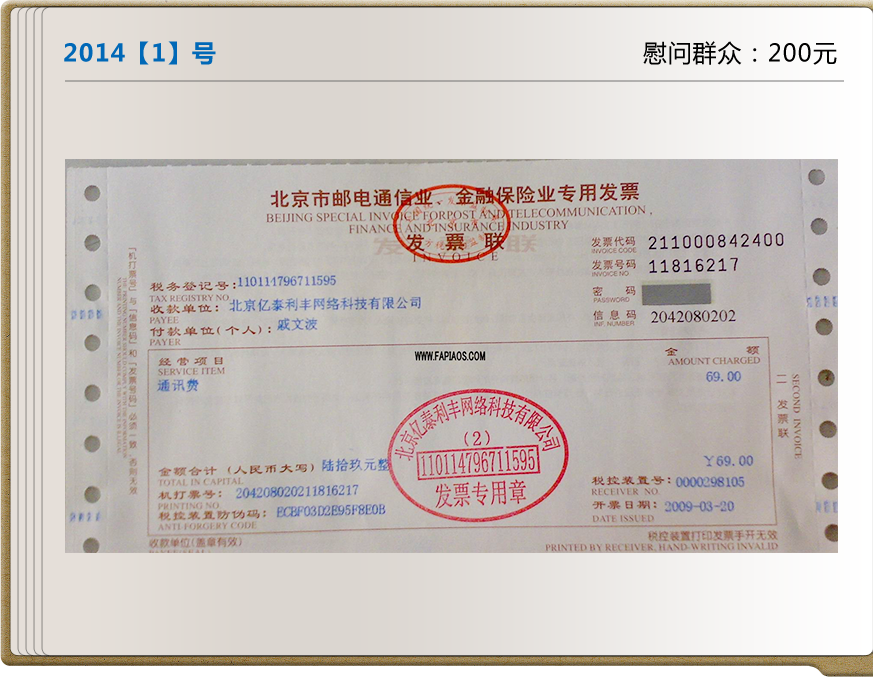 2014【1】号
慰问群众：200元
北京市邮电通信业、金融保险业专用发票
BEIJING SPECIAL INVOICE FORPOST AND TELECOMMUNICATION,
FINANCE AND INSURANCE INDUSTRY
发票联
INVOICE
发票代码 211000842400
INVOICE CODE
发票号码 11816217
INVOICE NO.
密 码
PASSWORD
信息码 2042080202
INF. NUMBER
税务登记号:110114796711595
TAX REGISTRY NO
收款单位: 北京亿泰利丰网络科技有限公司
PAYEE
付款单位(个人): 戚文波
PAYER
WWW.FAPIAOS.COM
经营项目
SERVICE ITEM
金 额
AMOUNT CHARGED
通讯费
69.00
北京亿泰利丰网络科技有限公司
(2)
110114796711595
发票专用章
金额合计 (人民币大写) 陆拾玖元整
TOTAL IN CAPITAL
¥69.00
机打票号: 204208020211816217
PRINTING NO
税控装置号: 0000298105
RECEIVER NO.
税控装置防伪码: ECBF03D2E95F8E0B
ANTI-FORGERY CODE
开票日期: 2009-03-20
DATE ISSUED
收款单位(盖章有效)
税控装置打印发票手开无效
PRINTED BY RECEIVER, HAND-WRITING INVALID
二 发票联
SECOND INVOICE
『机打票号』与『信息码』和『发票号码』必须一致，否则无效